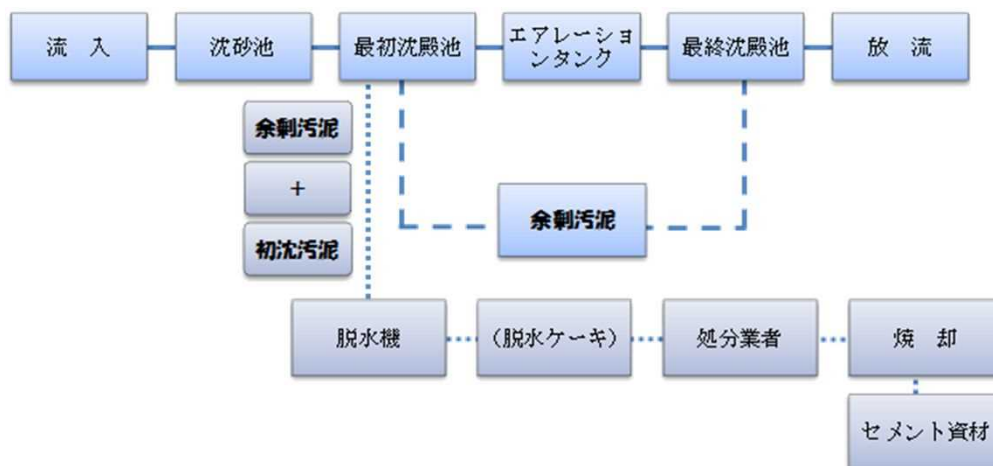 流　入
沈砂池
最初沈殿池
エアレーショ
ンタンク
最終沈殿池
放　流
余剰汚泥
+
初沈汚泥
余剰汚泥
脱水機
(脱水ケーキ)
処分業者
焼　却
セメント資材